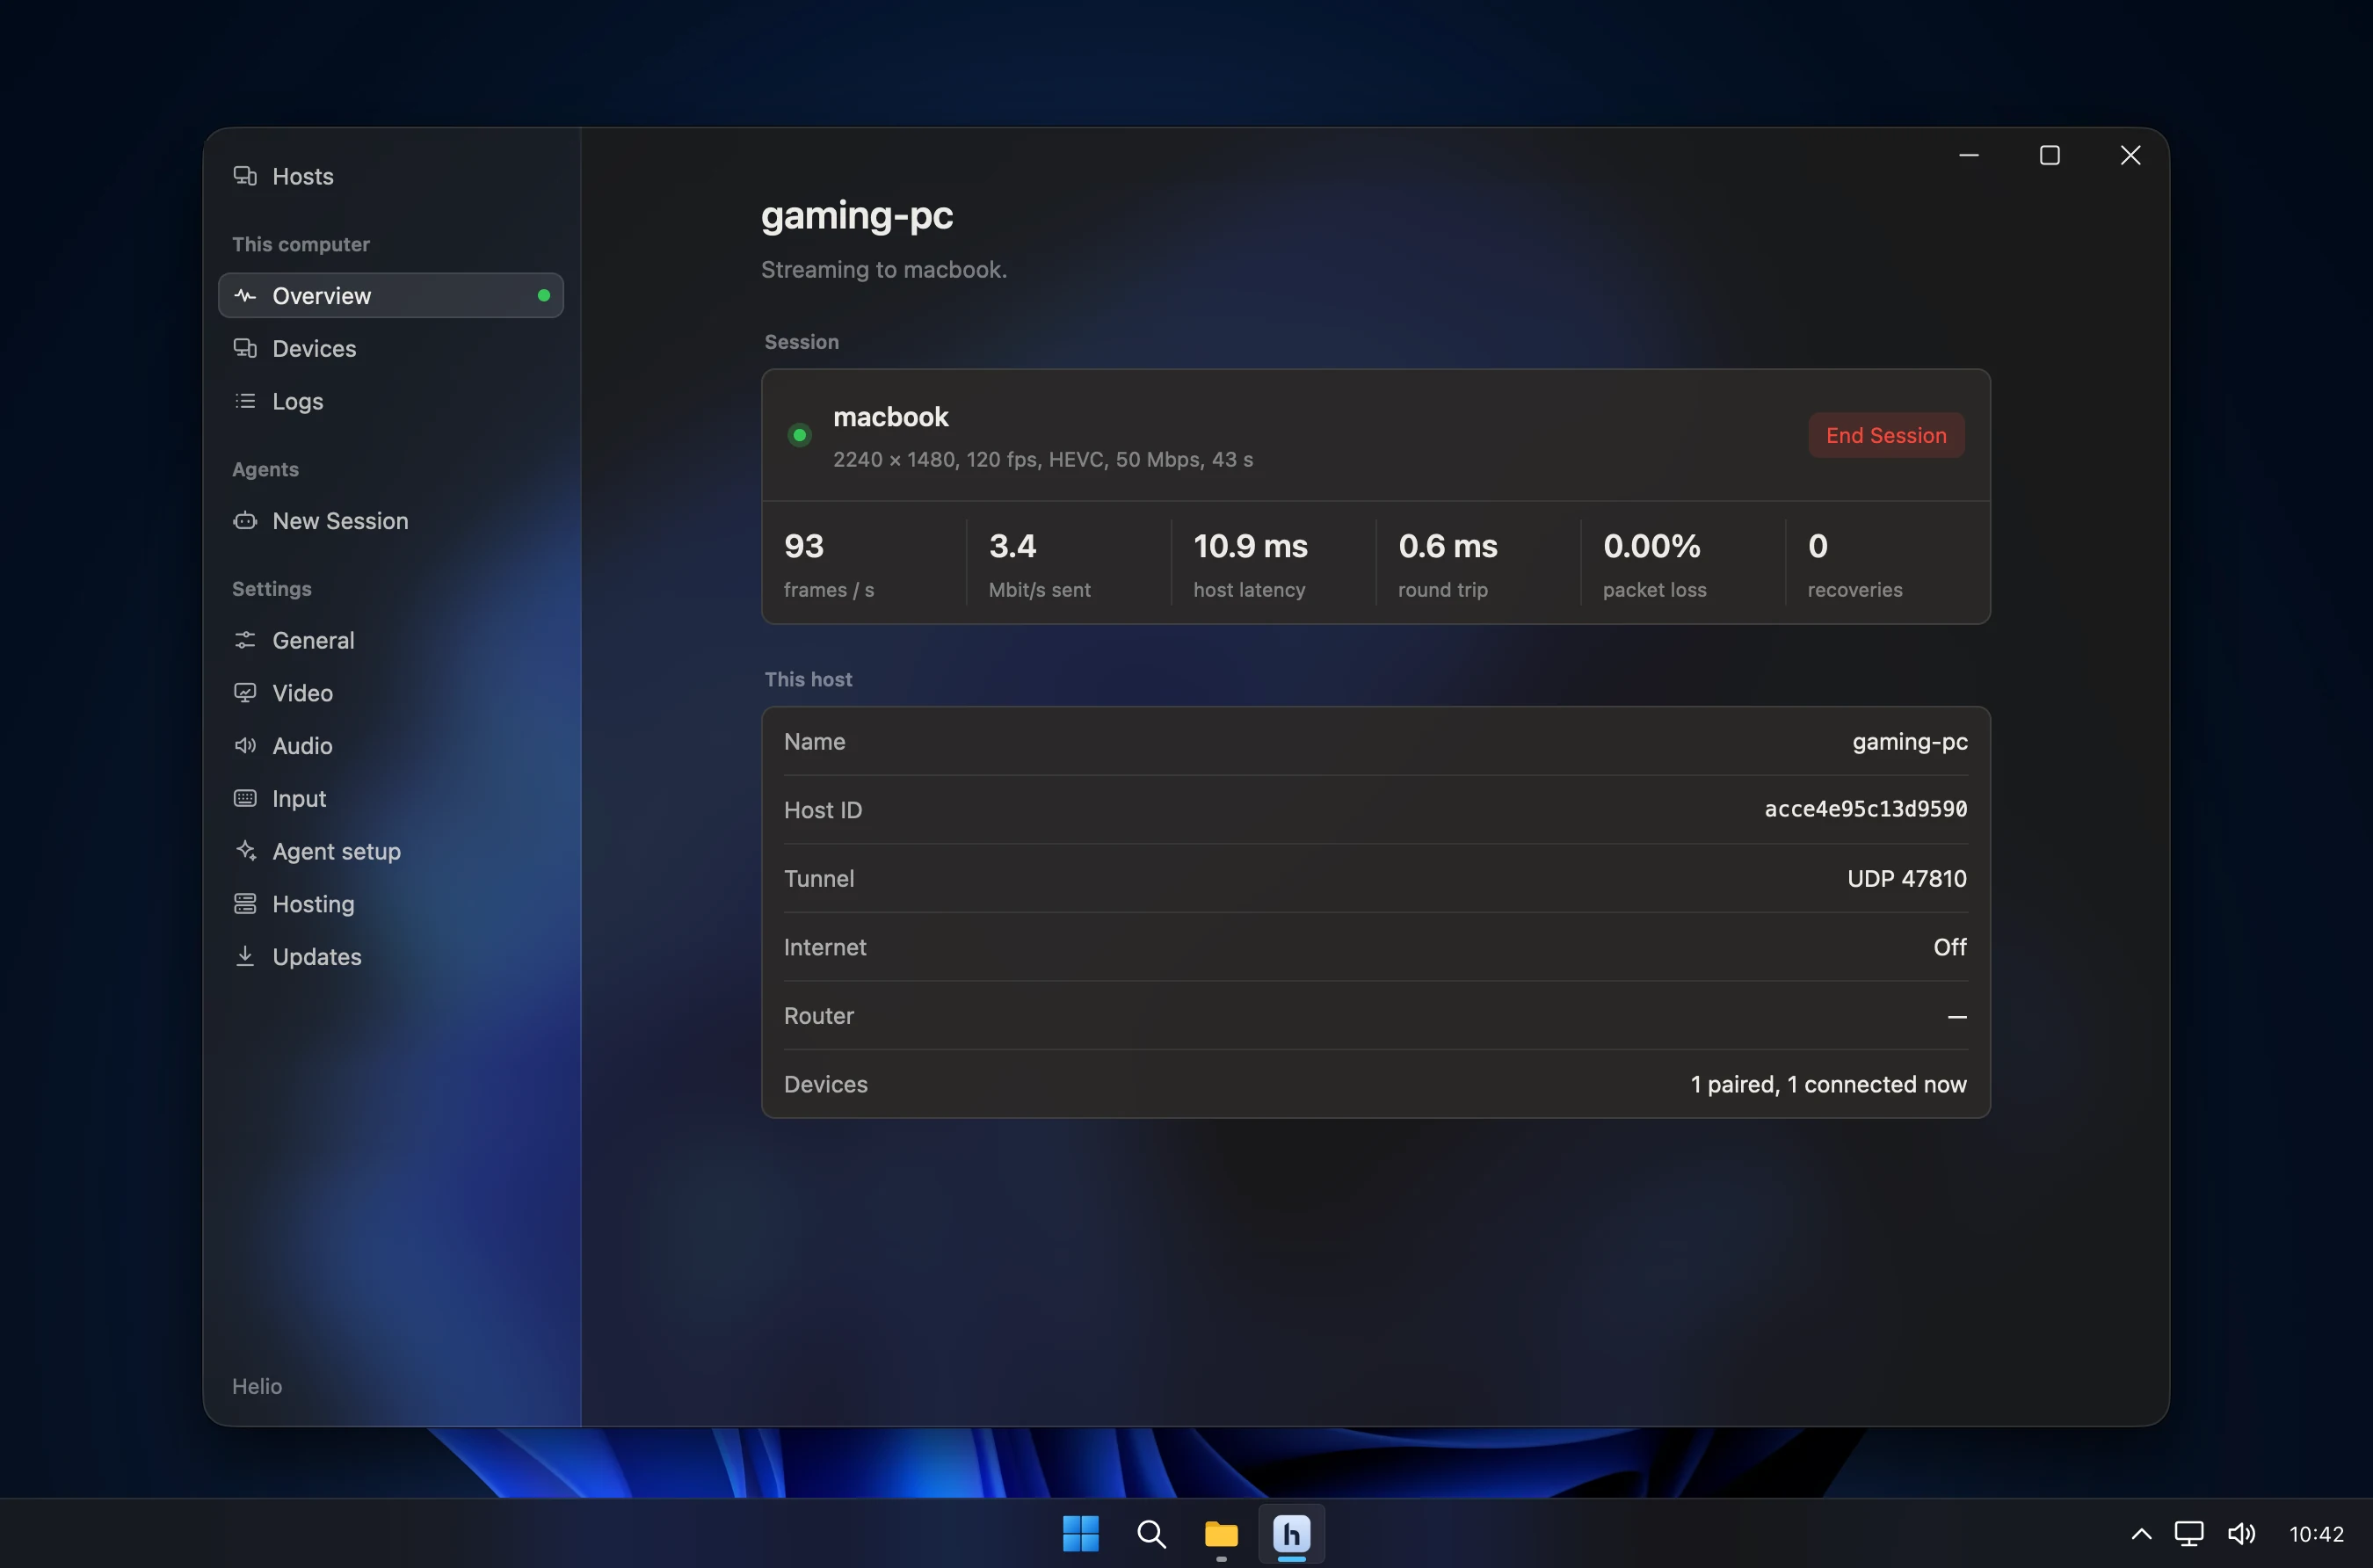 Hosts
This computer
Overview
Devices
Logs
Agents
New Session
Settings
General
Video
Audio
Input
Agent setup
Hosting
Updates
Helio
gaming-pc
Streaming to macbook.
Session
macbook
2240 × 1480, 120 fps, HEVC, 50 Mbps, 43 s
End Session
93
frames / s
3.4
Mbit/s sent
10.9 ms
host latency
0.6 ms
round trip
0.00%
packet loss
0
recoveries
This host
Name gaming-pc
Host ID acce4e95c13d9590
Tunnel UDP 47810
Internet Off
Router —
Devices 1 paired, 1 connected now
h
10:42